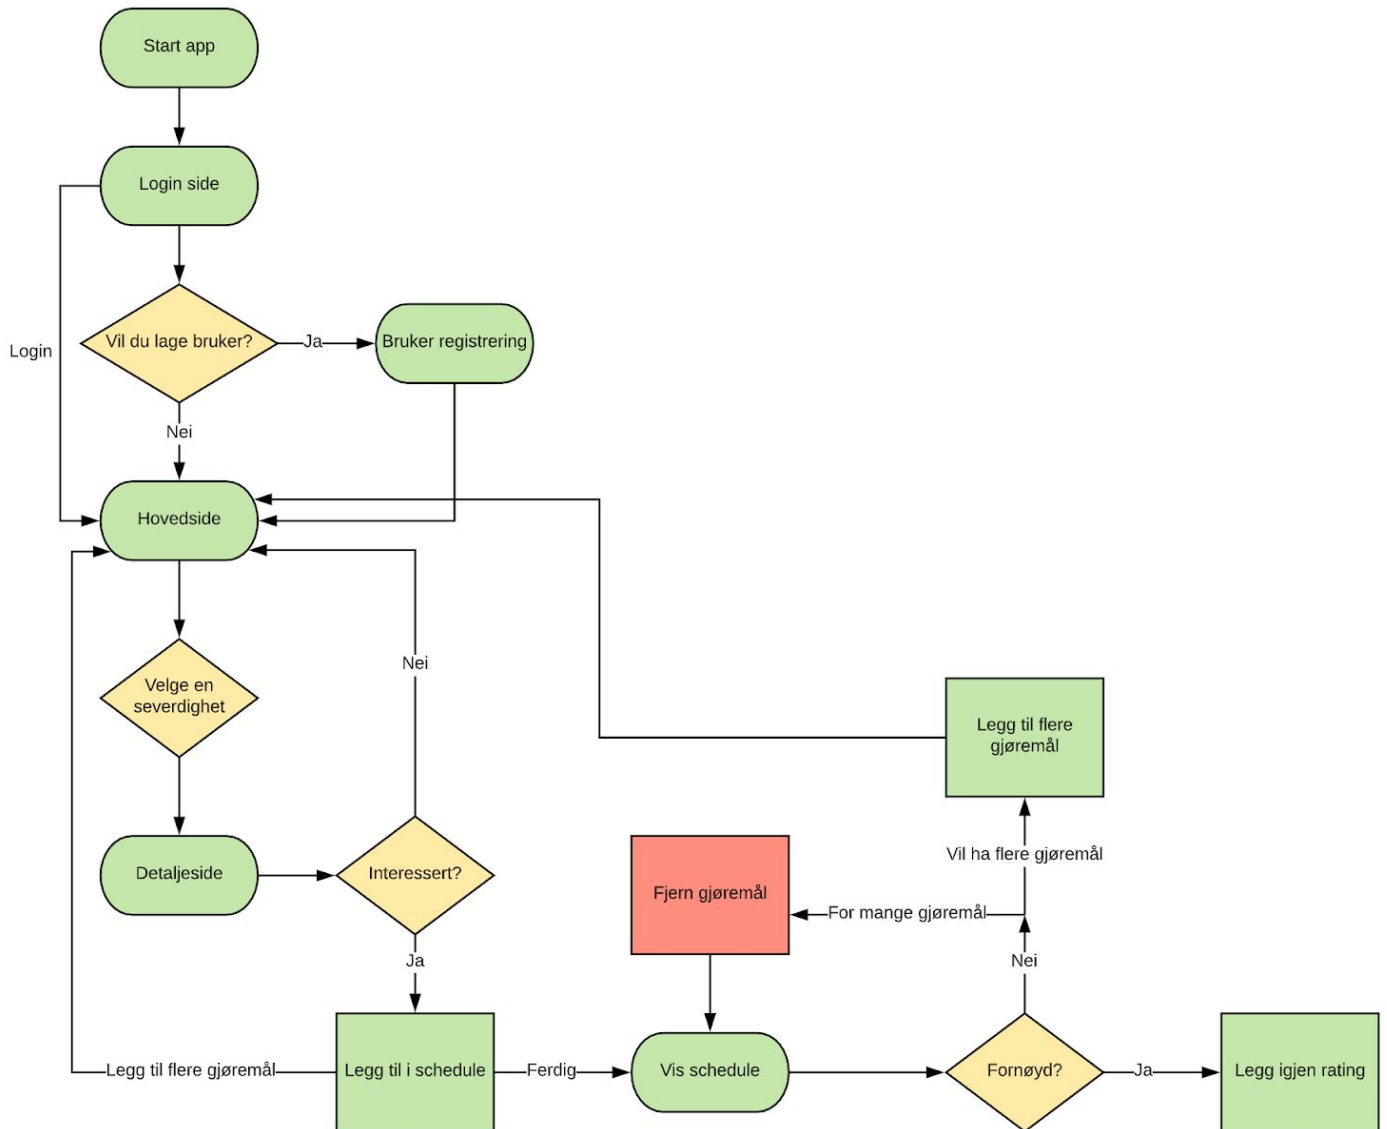 Start app
Login side
Vil du lage bruker?
Ja
Bruker registrering
Login
Nei
Hovedside
Nei
Velge en
severdighet
Legg til flere
gjøremål
Vil ha flere gjøremål
Detaljeside
Interessert?
Fjern gjøremål
For mange gjøremål
Ja
Nei
Legg til flere gjøremål
Legg til i schedule
Ferdig
Vis schedule
Fornøyd?
Ja
Legg igjen rating